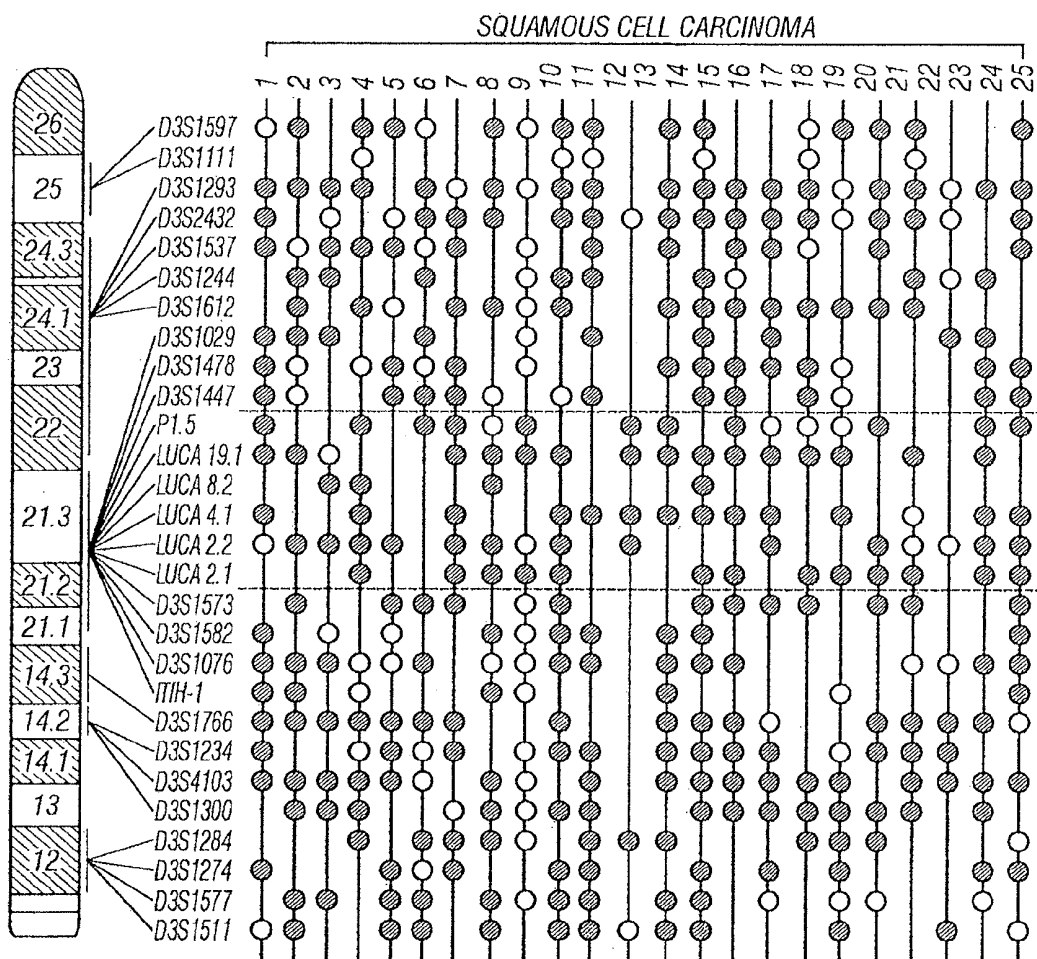 SQUAMOUS CELL CARCINOMA
1 2 3 4 5 6 7 8 9 10 11 12 13 14 15 16 17 18 19 20 21 22 23 24 25
26
25
24.3
24.1
23
22
21.3
21.2
21.1
14.3
14.2
14.1
13
12
D3S1597
D3S1111
D3S1293
D3S2432
D3S1537
D3S1244
D3S1612
D3S1029
D3S1478
D3S1447
P1.5
LUCA 19.1
LUCA 8.2
LUCA 4.1
LUCA 2.2
LUCA 2.1
D3S1573
D3S1582
D3S1076
ITIH-1
D3S1766
D3S1234
D3S4103
D3S1300
D3S1284
D3S1274
D3S1577
D3S1511